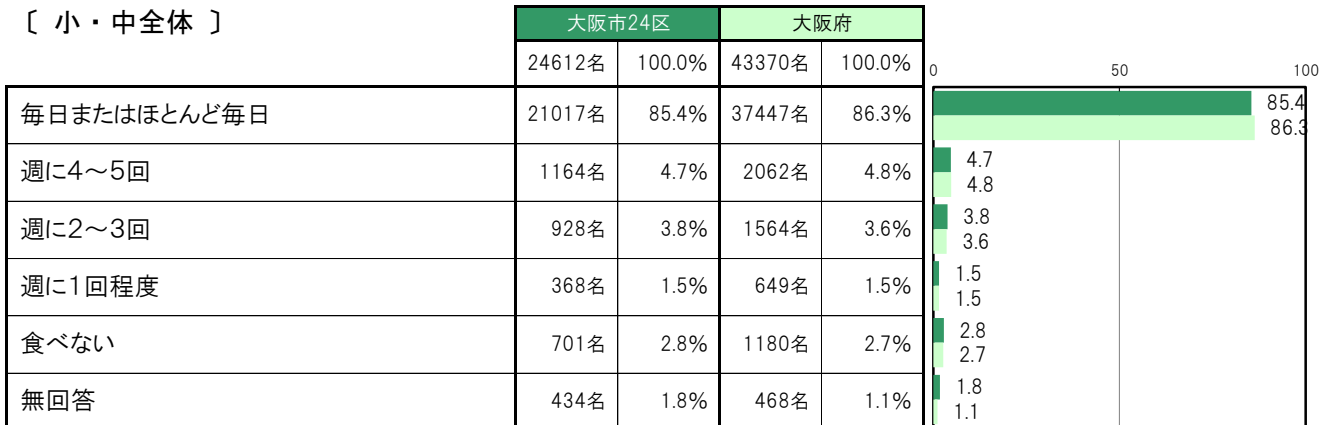 〔 小・中全体 〕
大阪市24区 大阪府
24612名 100.0% 43370名 100.0%
0 50 100
毎日またはほとんど毎日 21017名 85.4% 37447名 86.3%
85.4
86.3
週に4～5回 1164名 4.7% 2062名 4.8%
4.7
4.8
週に2～3回 928名 3.8% 1564名 3.6%
3.8
3.6
週に1回程度 368名 1.5% 649名 1.5%
1.5
1.5
食べない 701名 2.8% 1180名 2.7%
2.8
2.7
無回答 434名 1.8% 468名 1.1%
1.8
1.1